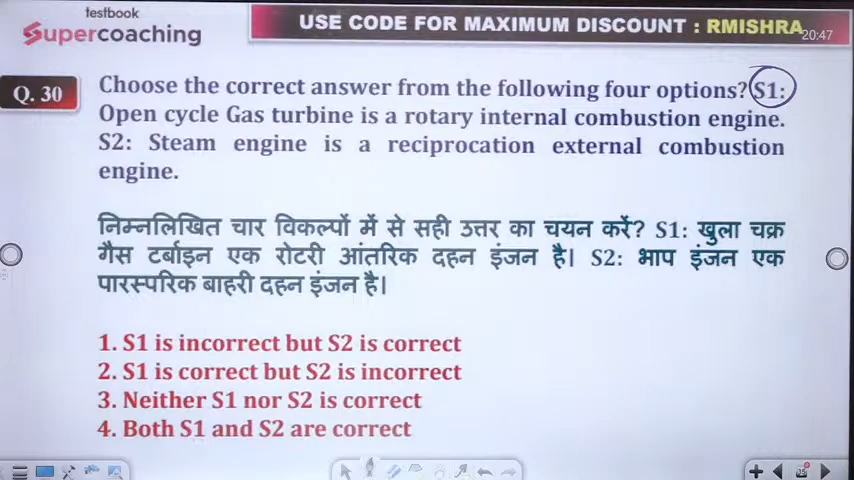 testbook
Supercoaching
USE CODE FOR MAXIMUM DISCOUNT : RMISHRA
20:47
Q. 30
Choose the correct answer from the following four options? S1:
Open cycle Gas turbine is a rotary internal combustion engine.
S2: Steam engine is a reciprocation external combustion
engine.
निम्नलिखित चार विकल्पों में से सही उत्तर का चयन करें? S1: खुला चक्र
गैस टर्बाइन एक रोटरी आंतरिक दहन इंजन है। S2: भाप इंजन एक
पारस्परिक बाहरी दहन इंजन है।
1. S1 is incorrect but S2 is correct
2. S1 is correct but S2 is incorrect
3. Neither S1 nor S2 is correct
4. Both S1 and S2 are correct